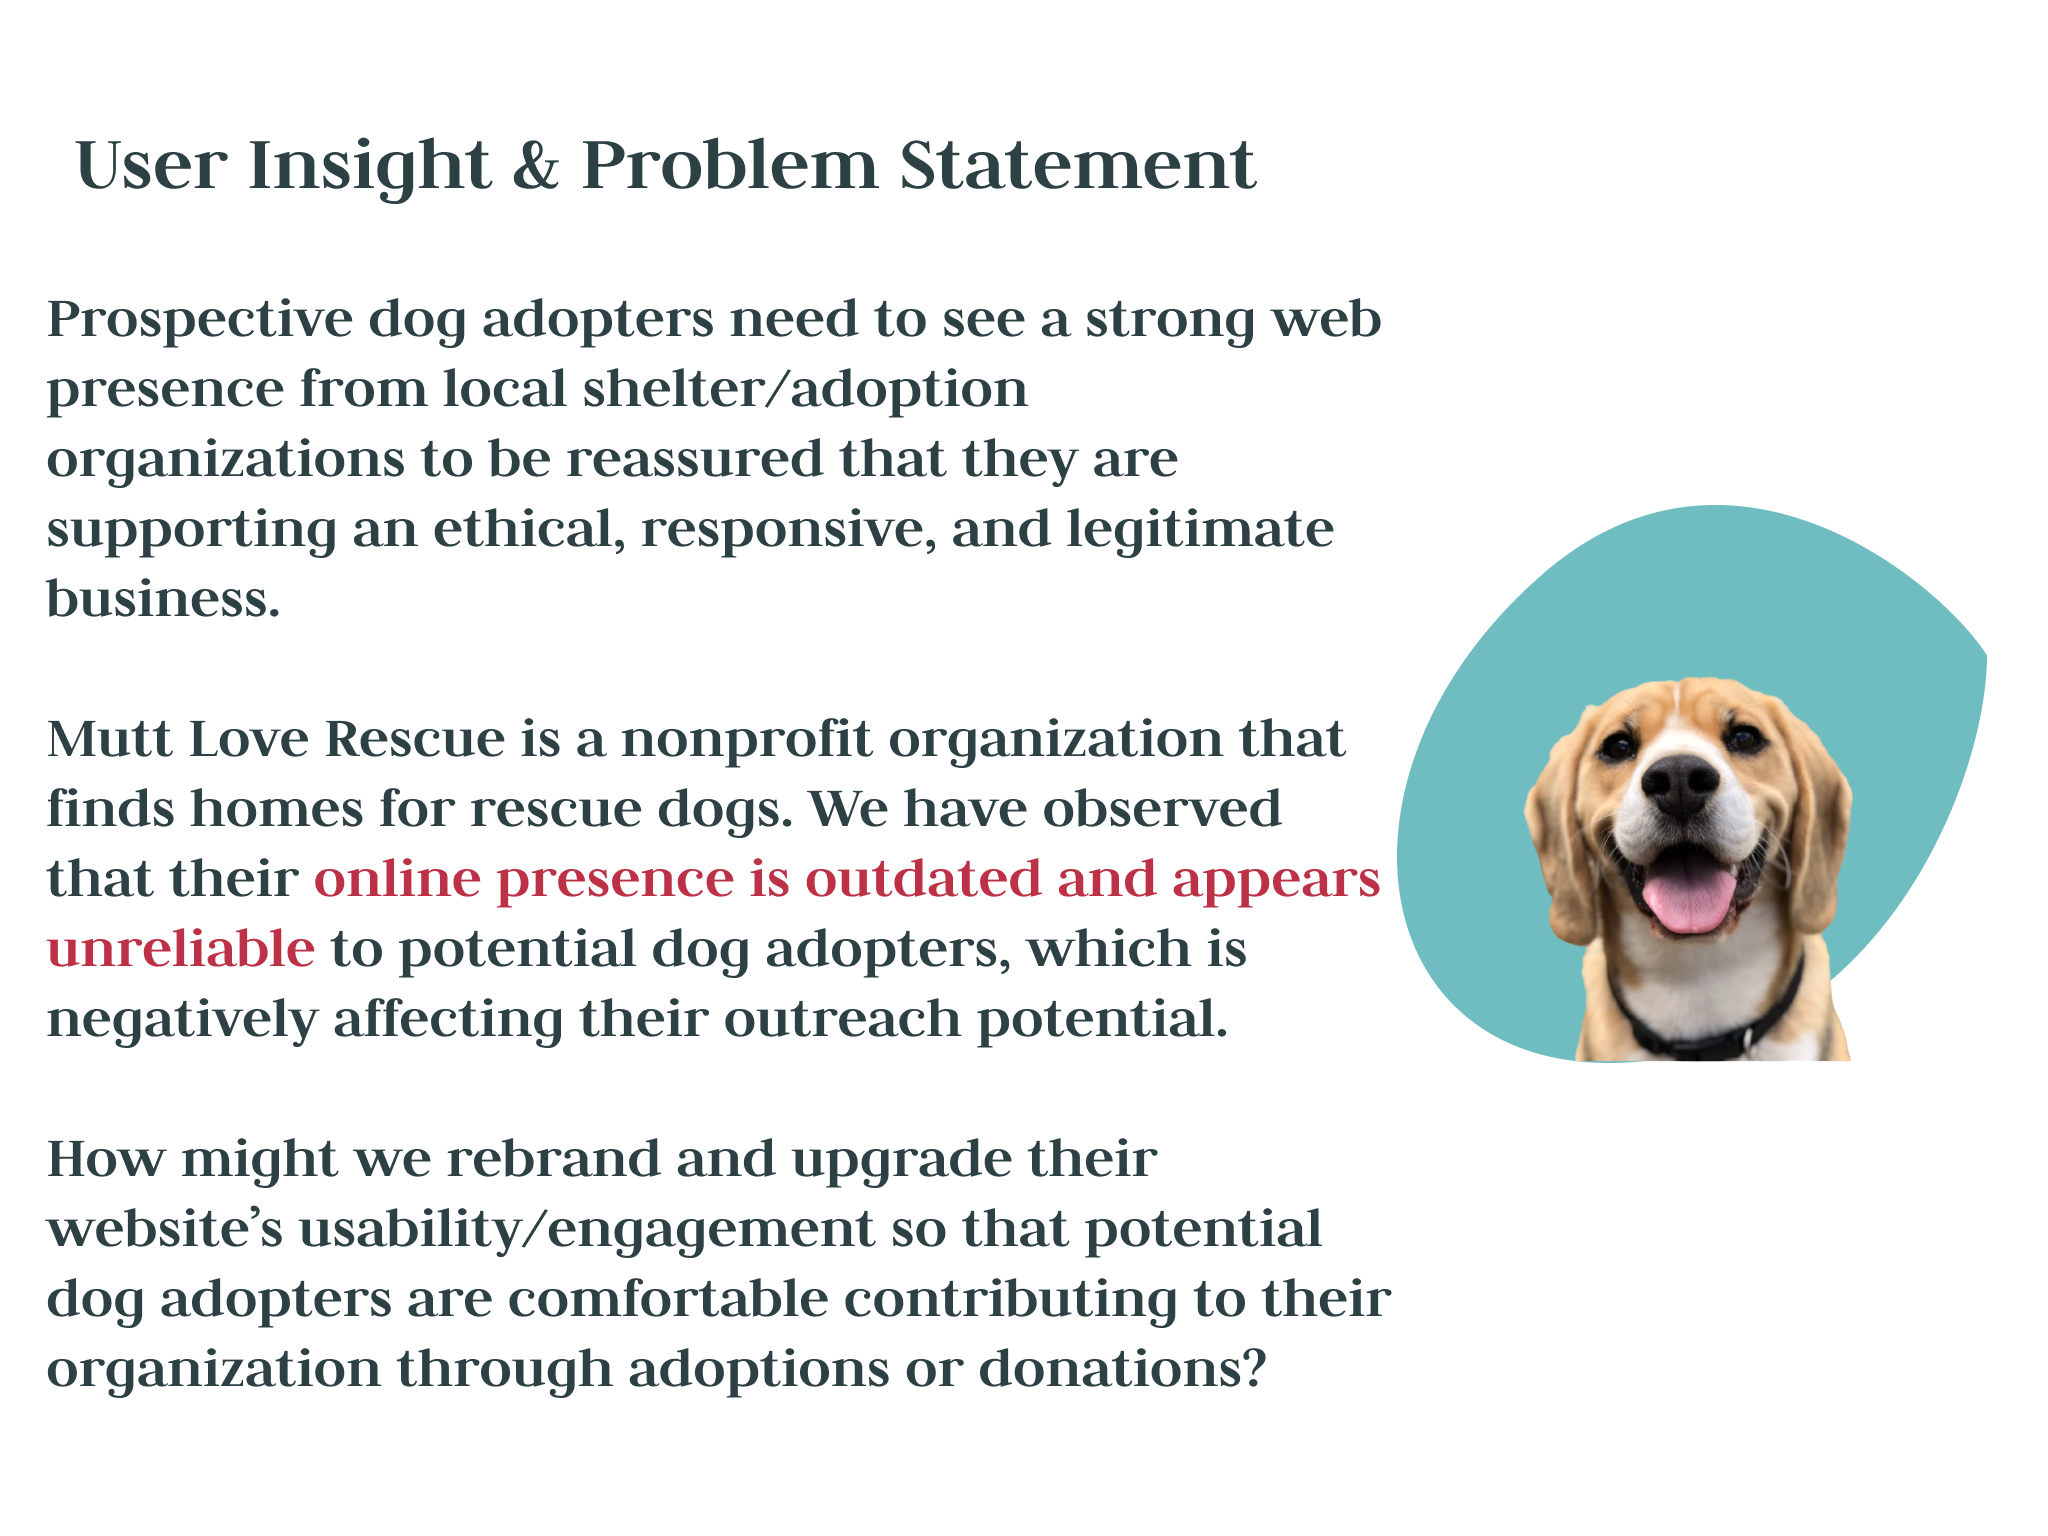 User Insight & Problem Statement
Prospective dog adopters need to see a strong web
presence from local shelter/adoption
organizations to be reassured that they are
supporting an ethical, responsive, and legitimate
business.
Mutt Love Rescue is a nonprofit organization that
finds homes for rescue dogs. We have observed
that their online presence is outdated and appears
unreliable to potential dog adopters, which is
negatively affecting their outreach potential.
How might we rebrand and upgrade their
website’s usability/engagement so that potential
dog adopters are comfortable contributing to their
organization through adoptions or donations?